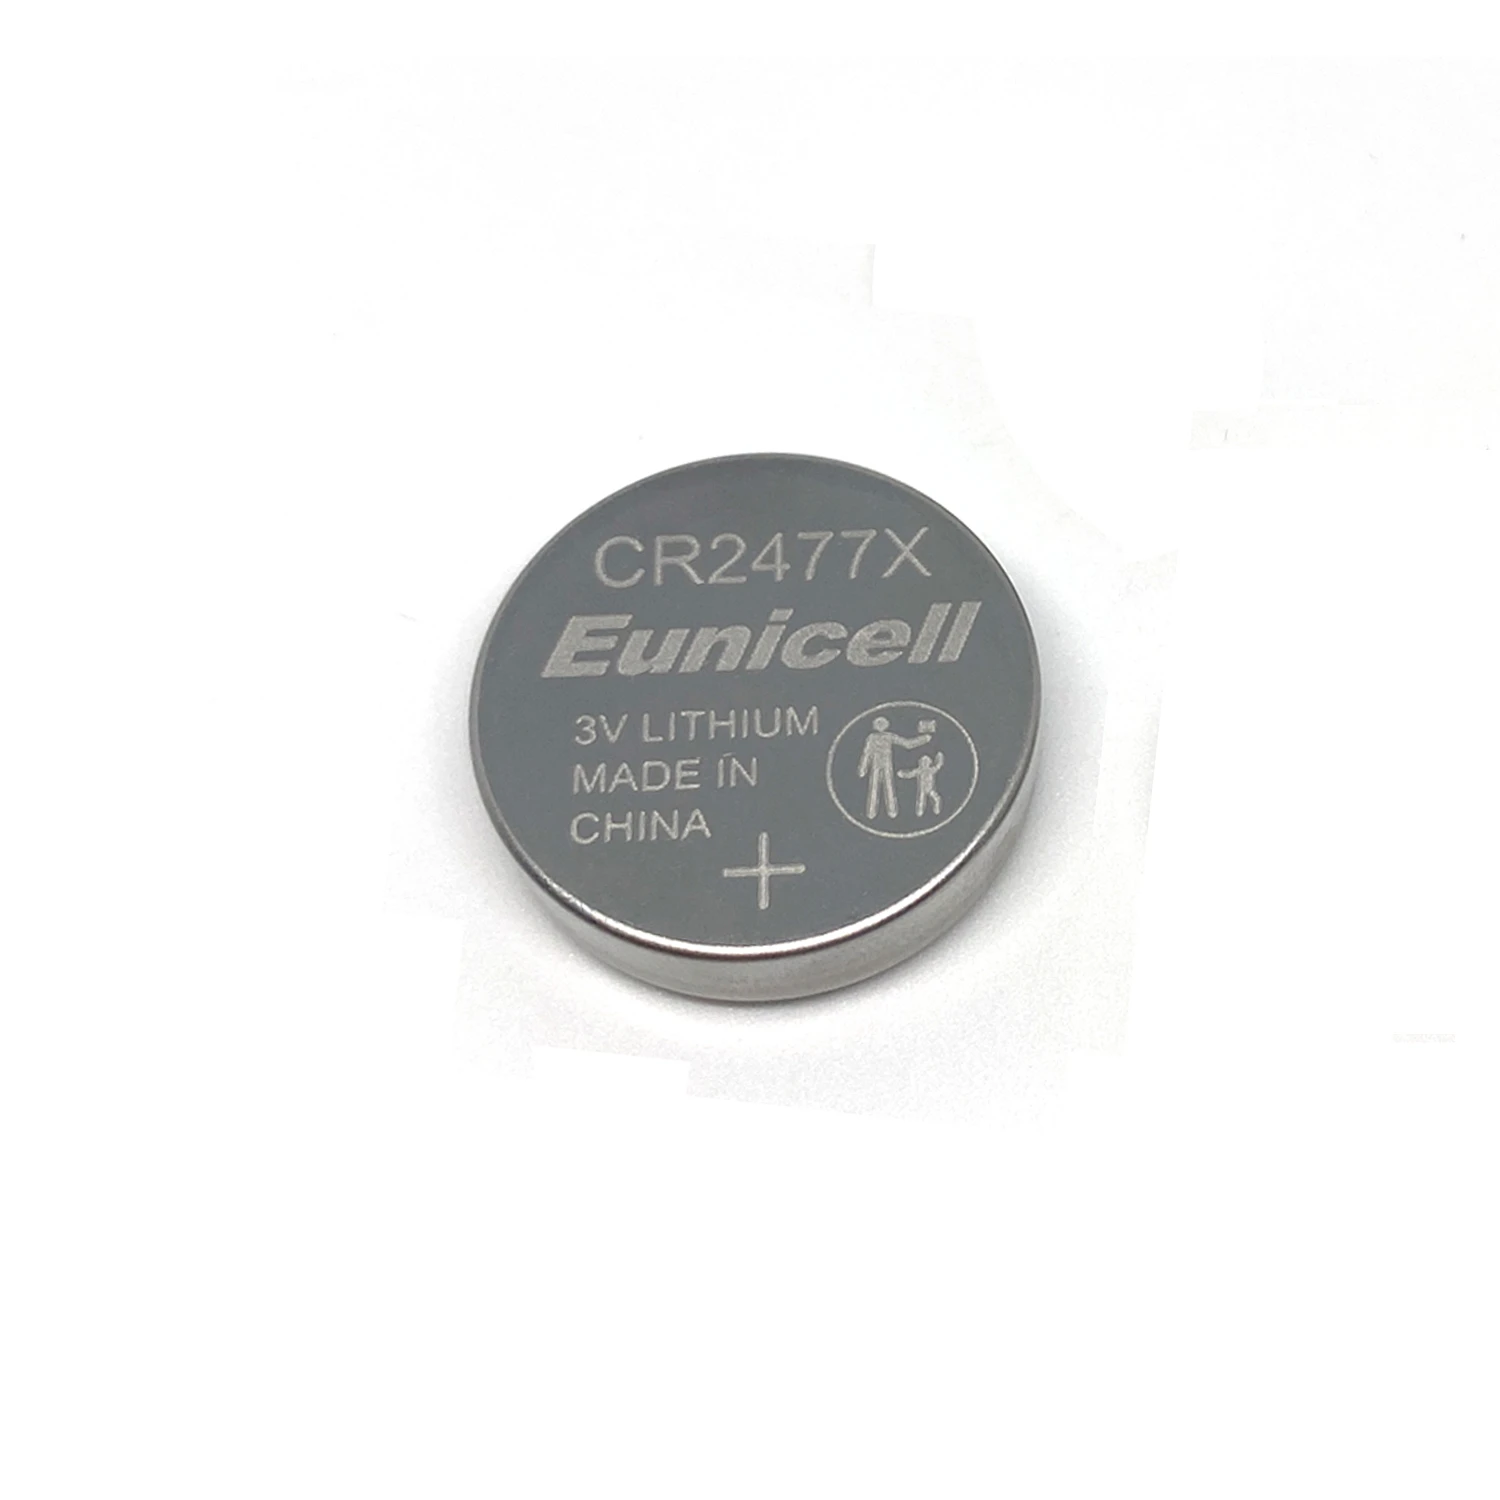 CR2477X
Eunicell
3V LITHIUM
MADE IN
CHINA
+